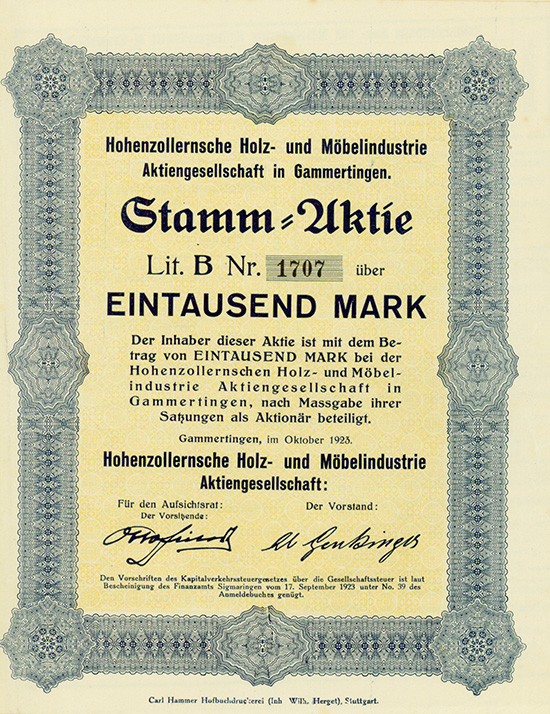 Hohenzollernsche Holz- und Möbelindustrie
Aktiengesellschaft in Gammertingen.
Stamm-Aktie
Lit. B Nr. 1707 über
EINTAUSEND MARK
Der Inhaber dieser Aktie ist mit dem Be-
trag von EINTAUSEND MARK bei der
Hohenzollernschen Holz- und Möbel-
industrie Aktiengesellschaft in
Gammertingen, nach Massgabe ihrer
Satzungen als Aktionär beteiligt.
Gammertingen, im Oktober 1923.
Hohenzollernsche Holz- und Möbelindustrie
Aktiengesellschaft:
Für den Aufsichtsrat: Der Vorstand:
Der Vorsitzende:
Den Vorschriften des Kapitalverkehrssteuergesetzes über die Gesellschaftssteuer ist laut
Bescheinigung des Finanzamts Sigmaringen vom 17. September 1923 unter No. 39 des
Anmeldebuches genügt.
Carl Hammer Hofbuchdruckerei (Inh Wilh. Herget), Stuttgart.